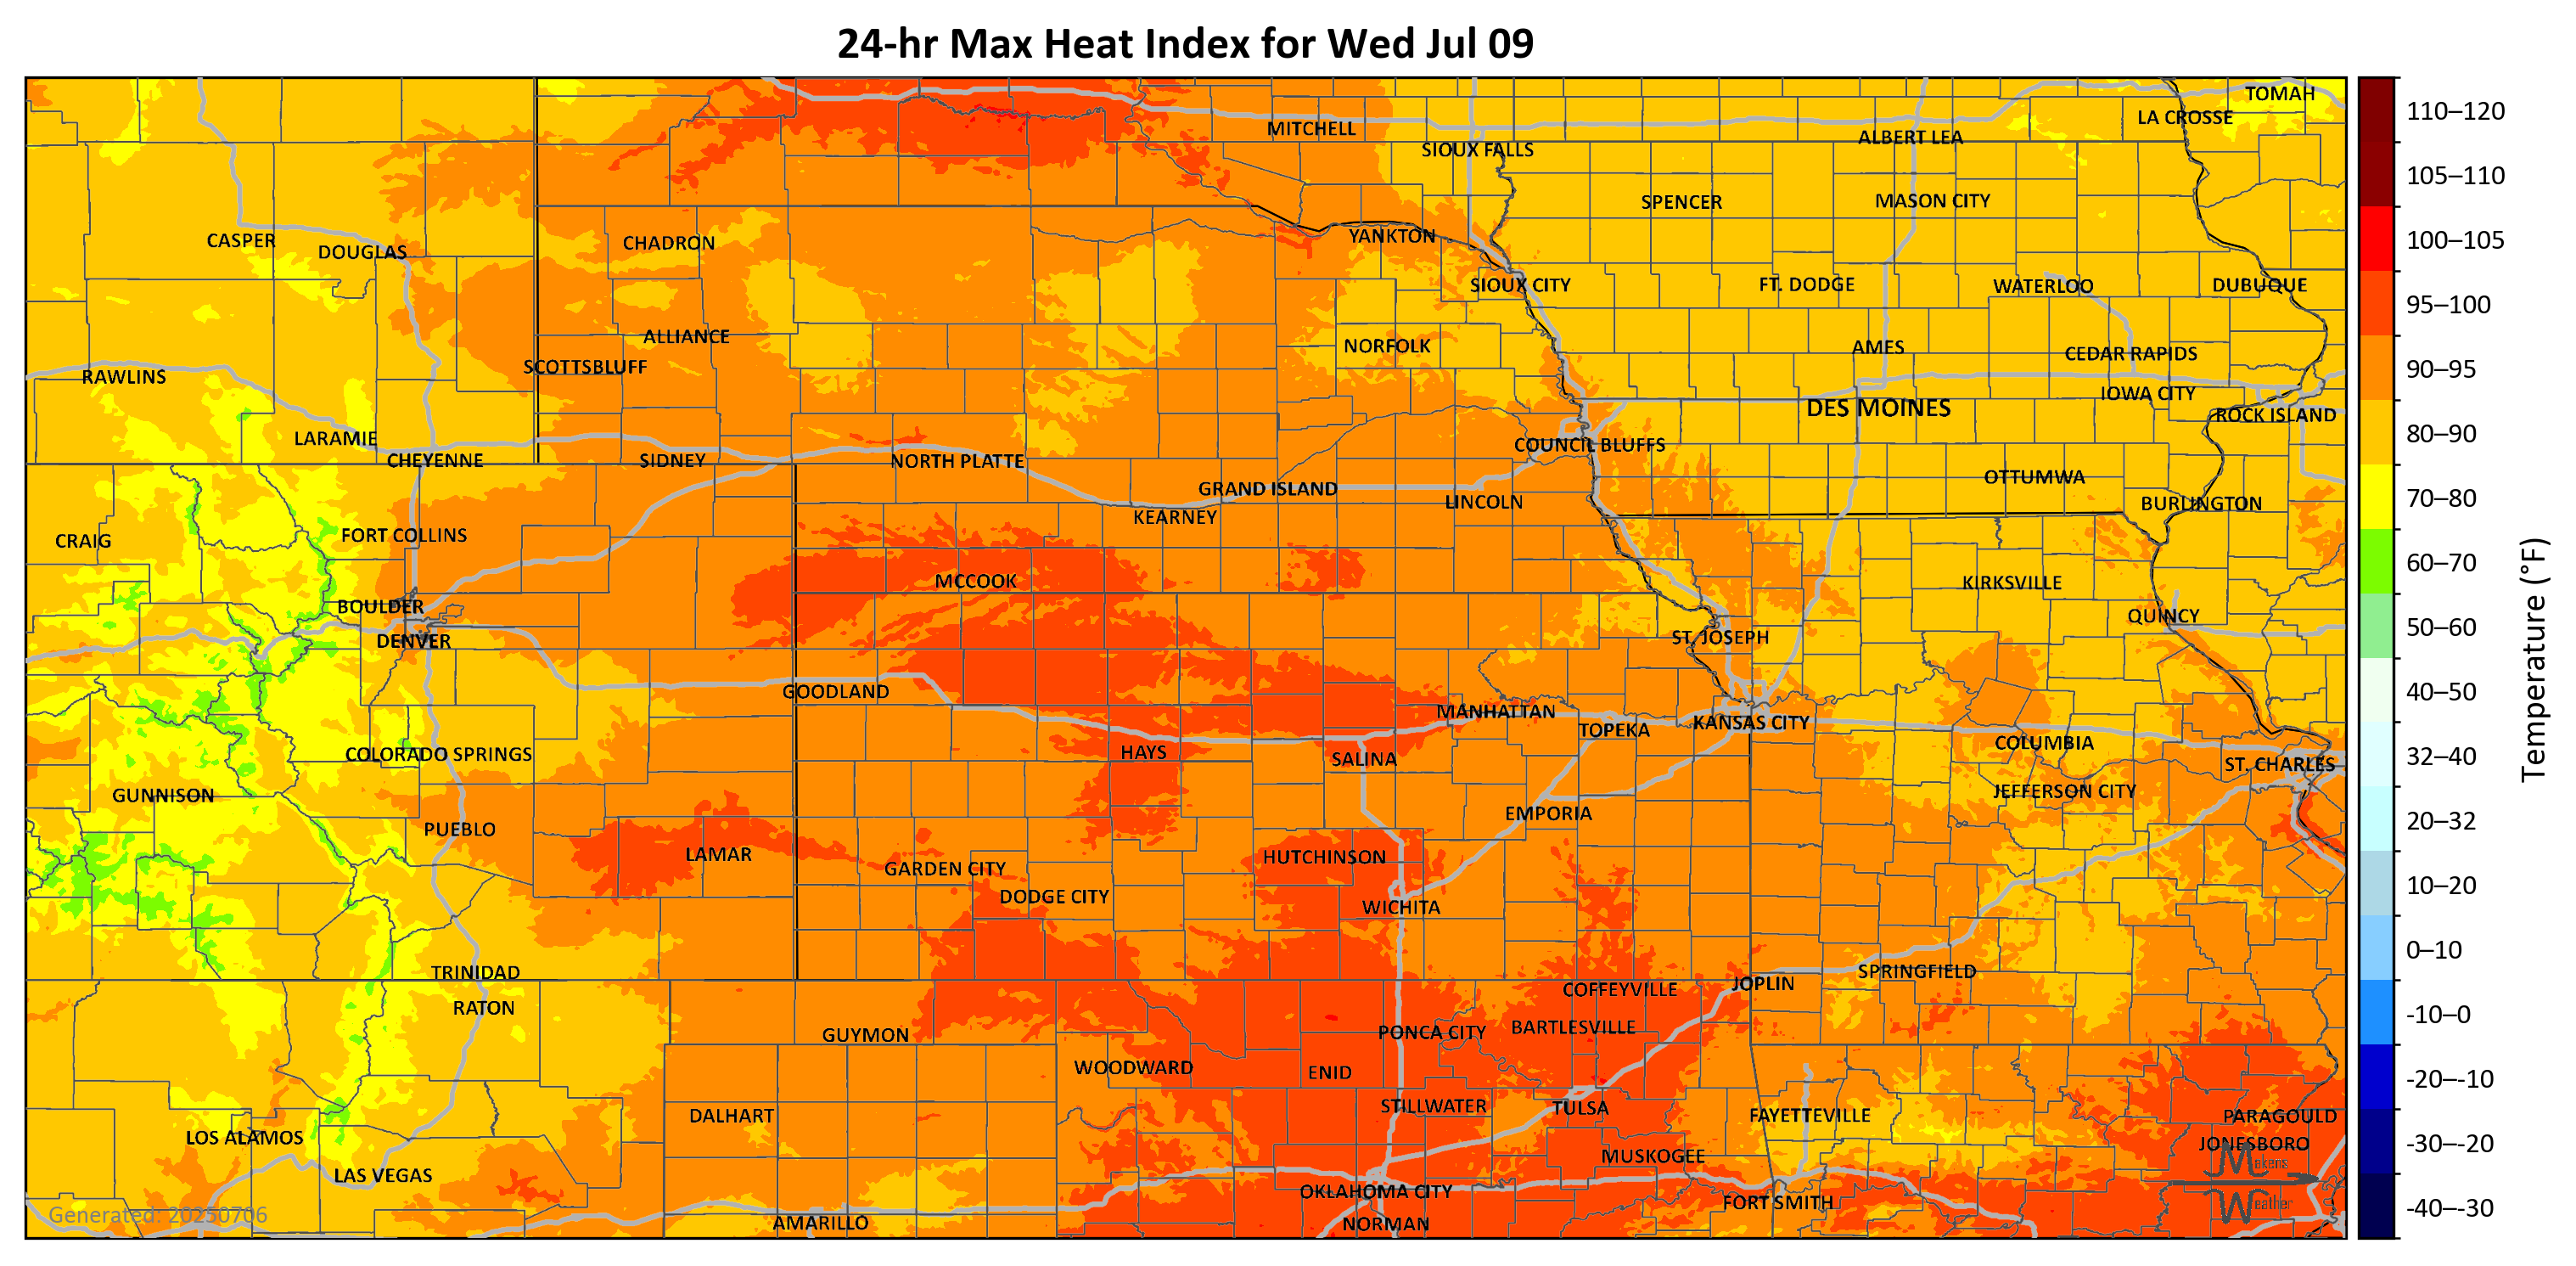 24-hr Max Heat Index for Wed Jul 09
TOMAH
LA CROSSE
MITCHELL
ALBERT LEA
SIOUX FALLS
SPENCER
MASON CITY
CASPER
DOUGLAS
CHADRON
YANKTON
SIOUX CITY
FT. DODGE
WATERLOO
DUBUQUE
ALLIANCE
NORFOLK
AMES
CEDAR RAPIDS
SCOTTSBLUFF
RAWLINS
IOWA CITY
DES MOINES
ROCK ISLAND
LARAMIE
COUNCIL BLUFFS
CHEYENNE
SIDNEY
NORTH PLATTE
OTTUMWA
GRAND ISLAND
LINCOLN
BURLINGTON
KEARNEY
FORT COLLINS
CRAIG
MCCOOK
KIRKSVILLE
BOULDER
QUINCY
DENVER
ST. JOSEPH
GOODLAND
MANHATTAN
TOPEKA
KANSAS CITY
COLUMBIA
COLORADO SPRINGS
HAYS
SALINA
ST. CHARLES
GUNNISON
JEFFERSON CITY
EMPORIA
PUEBLO
LAMAR
HUTCHINSON
GARDEN CITY
DODGE CITY
WICHITA
TRINIDAD
SPRINGFIELD
JOPLIN
COFFEYVILLE
RATON
GUYMON
PONCA CITY
BARTLESVILLE
WOODWARD
ENID
STILLWATER
TULSA
DALHART
FAYETTEVILLE
PARAGOULD
LOS ALAMOS
JONESBORO
MUSKOGEE
Makens
LAS VEGAS
OKLAHOMA CITY
FORT SMITH
Weather
Generated: 20250706
AMARILLO
NORMAN
110–120
105–110
100–105
95–100
90–95
80–90
70–80
60–70
50–60
40–50
32–40
20–32
10–20
0–10
-10–0
-20–-10
-30–-20
-40–-30
Temperature (°F)